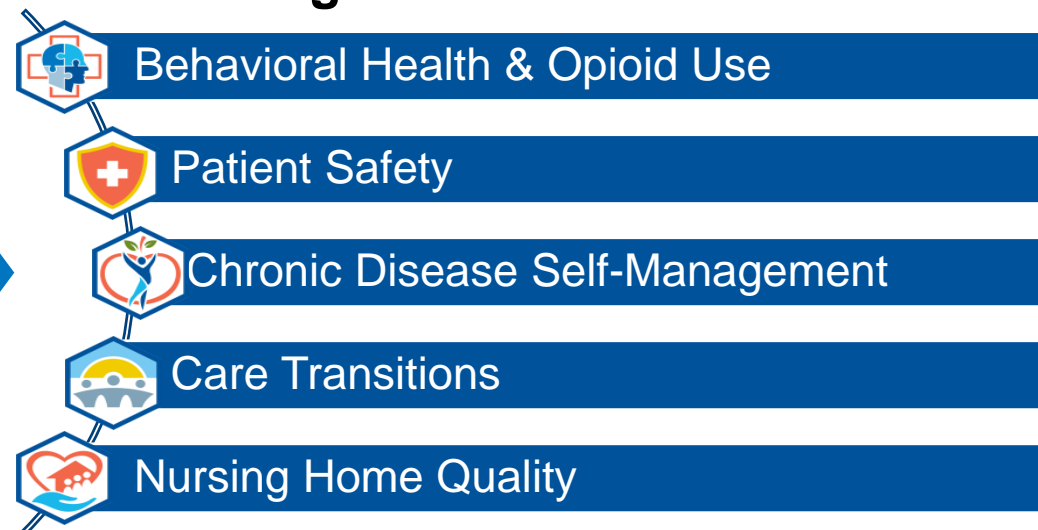 Behavioral Health & Opioid Use
Patient Safety
Chronic Disease Self-Management
Care Transitions
Nursing Home Quality